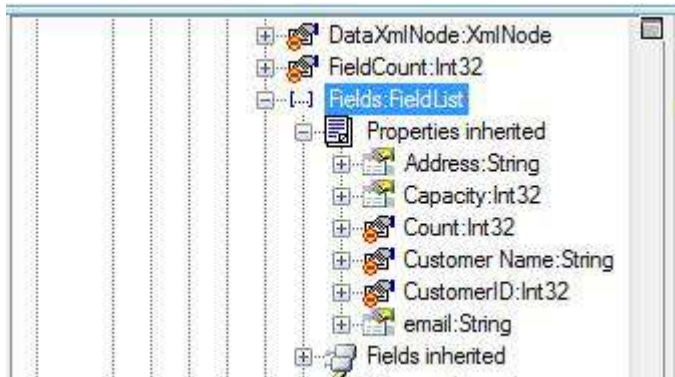 DataXmlNode:XmlNode
FieldCount:Int32
Fields:FieldList
Properties inherited
Address:String
Capacity:Int32
Count:Int32
Customer Name:String
CustomerID:Int32
email:String
Fields inherited